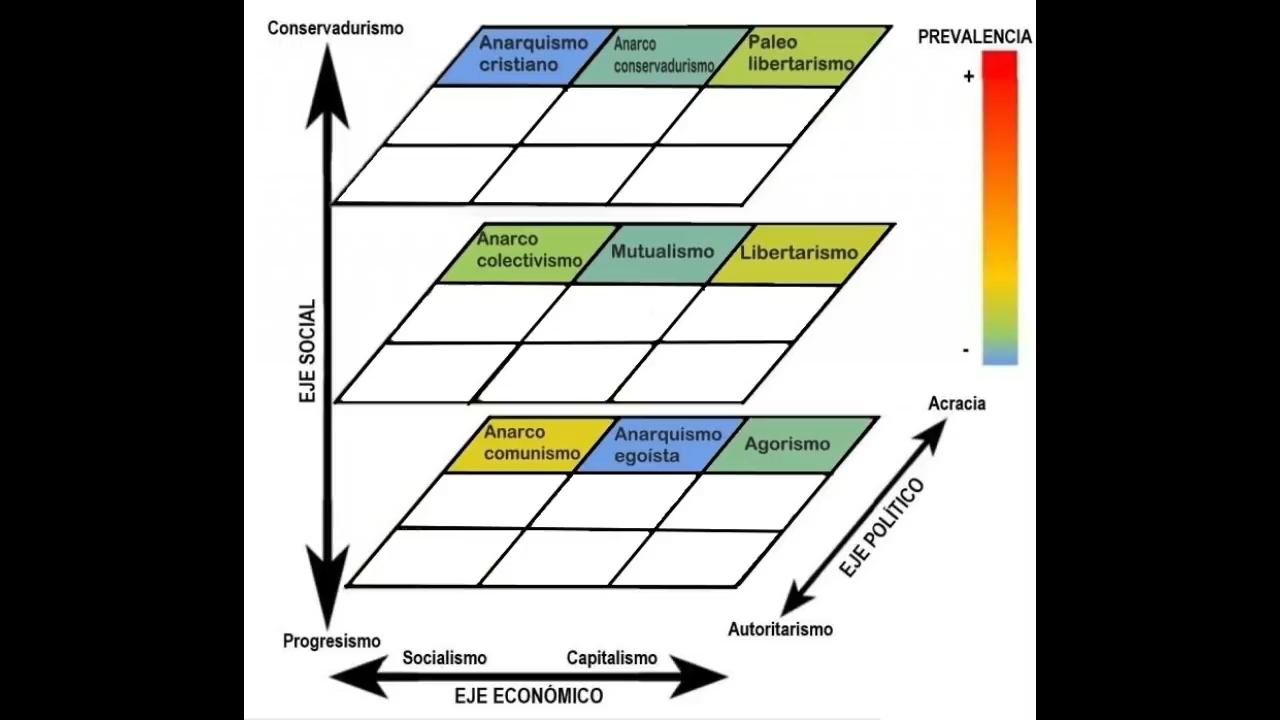 Conservadurismo
PREVALENCIA
+
-
Anarquismo
cristiano
Anarco
conservadurismo
Paleo
libertarismo
Anarco
colectivismo
Mutualismo
Libertarismo
EJE SOCIAL
Anarco
comunismo
Anarquismo
egoísta
Agorismo
Acracia
EJE POLÍTICO
Autoritarismo
Progresismo
Socialismo
Capitalismo
EJE ECONÓMICO